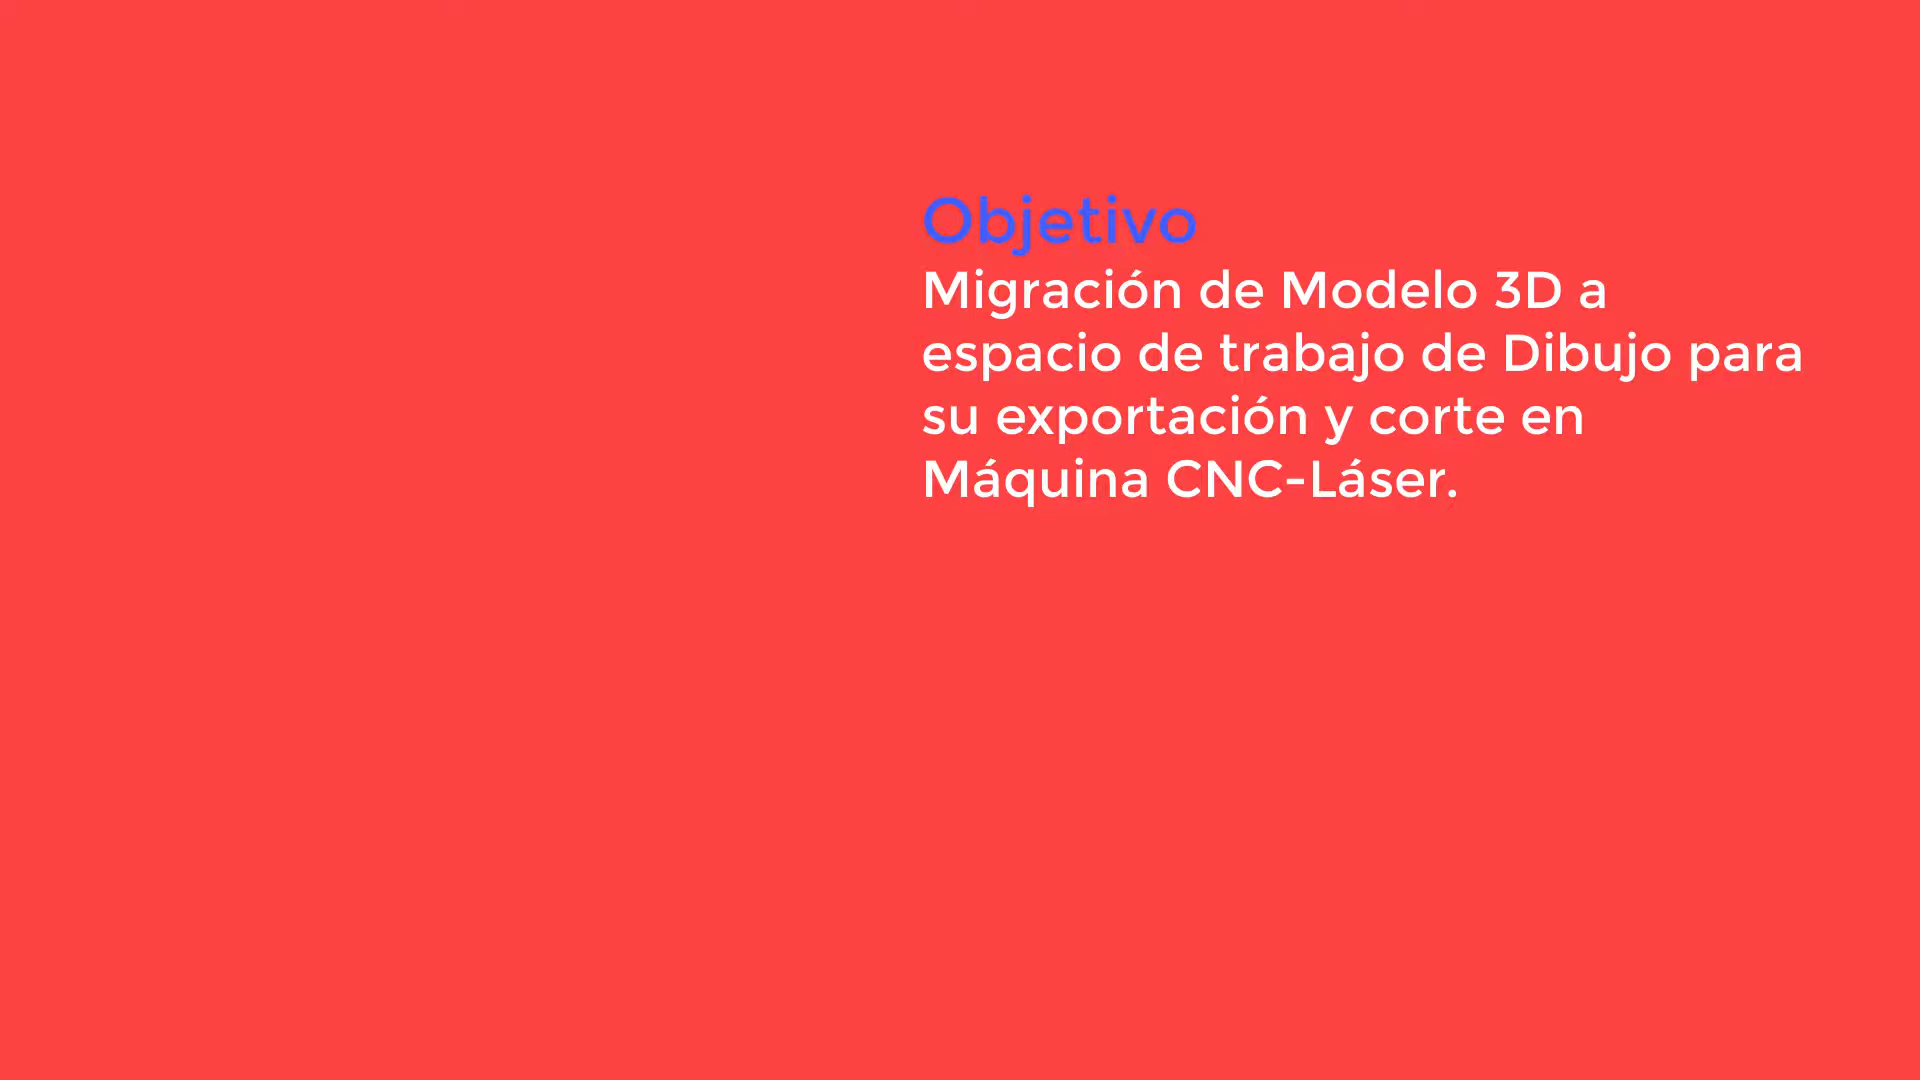 Objetivo
Migración de Modelo 3D a
espacio de trabajo de Dibujo para
su exportación y corte en
Máquina CNC-Láser.